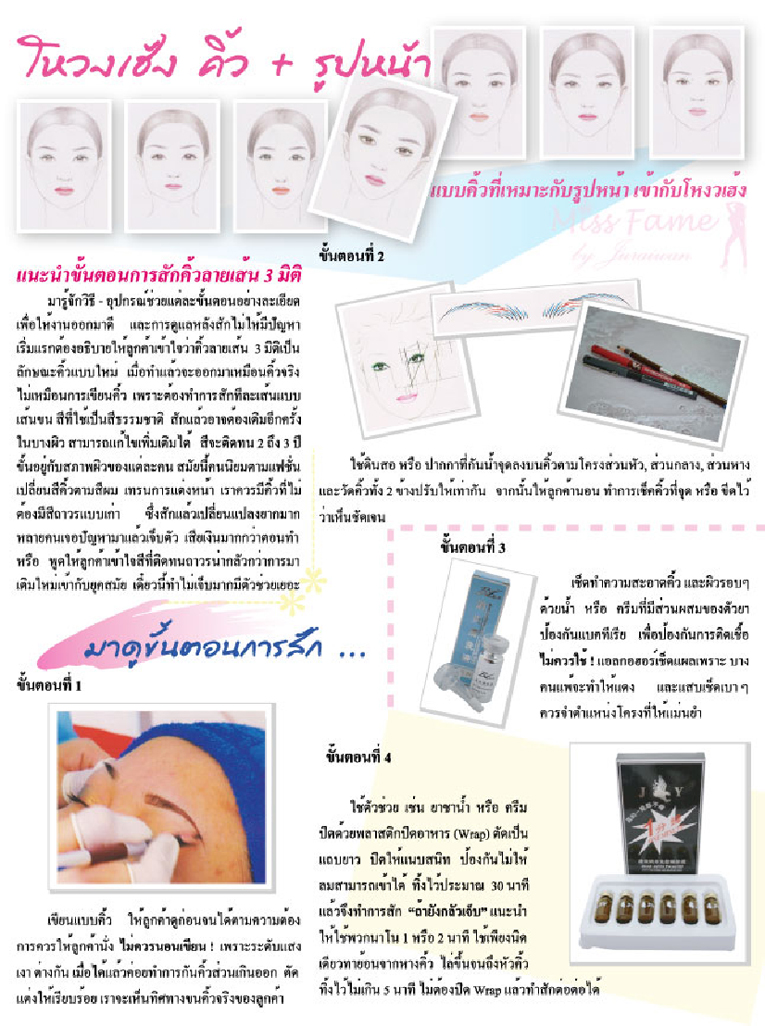 โหวงเฮ้ง คิ้ว + รูปหน้า
แบบคิ้วที่เหมาะกับรูปหน้า เข้ากับโหงวเฮ้ง
Miss Fame
by Juraiwan
แนะนำขั้นตอนการสักคิ้วลายเส้น 3 มิติ
มารู้จักวิธี - อุปกรณ์ช่วยแต่ละขั้นตอนอย่างละเอียด
เพื่อให้งานออกมาดี และการดูแลหลังสักไม่ให้มีปัญหา
เริ่มแรกต้องอธิบายให้ลูกค้าเข้าใจว่าคิ้วลายเส้น 3 มิติเป็น
ลักษณะคิ้วแบบใหม่ เมื่อทำแล้วจะออกมาเหมือนคิ้วจริง
ไม่เหมือนการเขียนคิ้ว เพราะต้องทำการสักทีละเส้นแบบ
เส้นขน สีที่ใช้เป็นสีธรรมชาติ สักแล้วอาจต้องเติมอีกครั้ง
ในบางผิว สามารถแก้ไขเพิ่มเติมได้ สีจะติดทน 2 ถึง 3 ปี
ขึ้นอยู่กับสภาพผิวของแต่ละคน สมัยนี้คนนิยมตามแฟชั่น
เปลี่ยนสีคิ้วตามสีผม เทรนการแต่งหน้า เราควรมีคิ้วที่ไม่
ต้องมีสีถาวรแบบเก่า ซึ่งสักแล้วเปลี่ยนแปลงยากมาก
หลายคนเจอปัญหามาแล้วเจ็บตัว เสียเงินมากกว่าตอนทำ
หรือ พูดให้ลูกค้าเข้าใจสีที่ติดทนถาวรน่ากลัวกว่าการมา
เติมใหม่เข้ากับยุคสมัย เดี๋ยวนี้ทำไม่เจ็บมากมีตัวช่วยเยอะ
มาดูขั้นตอนการสัก ...
ขั้นตอนที่ 1
เขียนแบบคิ้ว ให้ลูกค้าดูก่อนจนได้ตามความต้อง
การควรให้ลูกค้านั่ง ไม่ควรนอนเขียน ! เพราะระดับแสง
เงา ต่างกัน เมื่อได้แล้วค่อยทำการกันคิ้วส่วนเกินออก ตัด
แต่งให้เรียบร้อย เราจะเห็นทิศทางขนคิ้วจริงของลูกค้า
ขั้นตอนที่ 2
ใช้ดินสอ หรือ ปากกาที่กันน้ำจุดลงบนคิ้วตามโครงส่วนหัว, ส่วนกลาง, ส่วนหาง
และวัดคิ้วทั้ง 2 ข้างปรับให้เท่ากัน จากนั้นให้ลูกค้านอน ทำการเช็คคิ้วที่จุด หรือ ขีดไว้
ว่าเห็นชัดเจน
ขั้นตอนที่ 3
เช็ดทำความสะอาดคิ้ว และผิวรอบๆ
ด้วยน้ำ หรือ ครีมที่มีส่วนผสมของตัวยา
ป้องกันแบคทีเรีย เพื่อป้องกันการติดเชื้อ
ไม่ควรใช้ ! แอลกอฮอร์เช็ดแผลเพราะ บาง
คนแพ้จะทำให้แดง และแสบเช็ดเบา ๆ
ควรจำตำแหน่งโครงที่ให้แม่นยำ
ขั้นตอนที่ 4
ใช้ตัวช่วย เช่น ยาชาน้ำ หรือ ครีม
ปิดด้วยพลาสติกปิดอาหาร (Wrap) ตัดเป็น
แถบยาว ปิดให้แนบสนิท ป้องกันไม่ให้
ลมสามารถเข้าได้ ทิ้งไว้ประมาณ 30 นาที
แล้วจึงทำการสัก “ถ้ายังกลัวเจ็บ” แนะนำ
ให้ใช้พวกนาโน 1 หรือ 2 นาที ใช้เพียงนิด
เดียวทาย้อนจากหางคิ้ว ไล่ขึ้นจนถึงหัวคิ้ว
ทิ้งไว้ไม่เกิน 5 นาที ไม่ต้องปิด Wrap แล้วทำสักต่อต่อได้